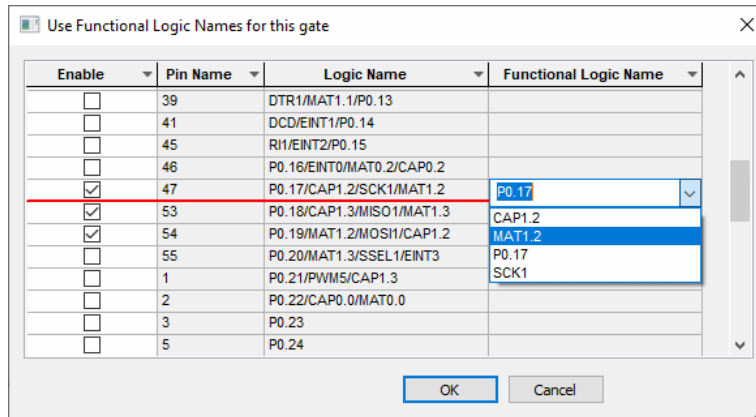 Use Functional Logic Names for this gate
Enable Pin Name Logic Name Functional Logic Name
39 DTR1/MAT1.1/P0.13
41 DCD/EINT1/P0.14
45 RI1/EINT2/P0.15
46 P0.16/EINT0/MAT0.2/CAP0.2
47 P0.17/CAP1.2/SCK1/MAT1.2 P0.17
53 P0.18/CAP1.3/MISO1/MAT1.3 CAP1.2
54 P0.19/MAT1.2/MOSI1/CAP1.2 MAT1.2
55 P0.20/MAT1.3/SSEL1/EINT3 P0.17
1 P0.21/PWM5/CAP1.3 SCK1
2 P0.22/CAP0.0/MAT0.0
3 P0.23
5 P0.24
OK Cancel